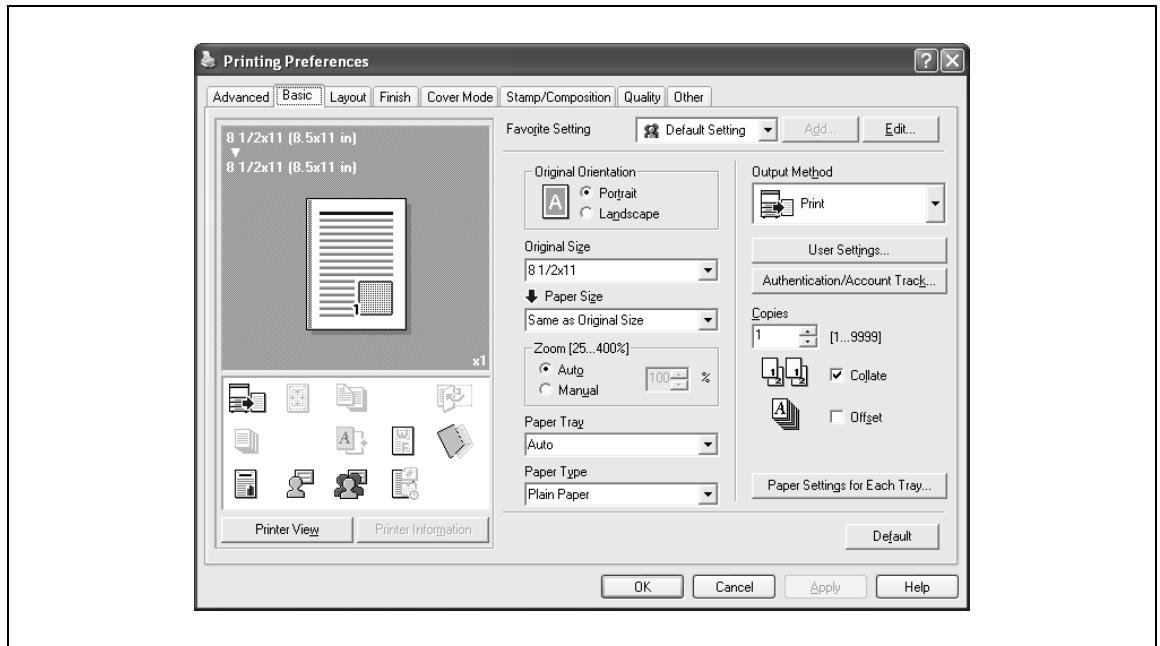 Printing Preferences
Advanced Basic Layout Finish Cover Mode Stamp/Composition Quality Other
8 1/2x11 (8.5x11 in)
8 1/2x11 (8.5x11 in)
1
x1
Printer View Printer Information
Favorite Setting Default Setting Add... Edit...
Original Orientation
A Portrait
Landscape
Original Size
8 1/2x11
Paper Size
Same as Original Size
Zoom [25...400%]
Auto
Manual
100 %
Paper Tray
Auto
Paper Type
Plain Paper
Output Method
Print
User Settings...
Authentication/Account Track...
Copies
1 [1...9999]
Collate
Offset
Paper Settings for Each Tray...
Default
OK Cancel Apply Help